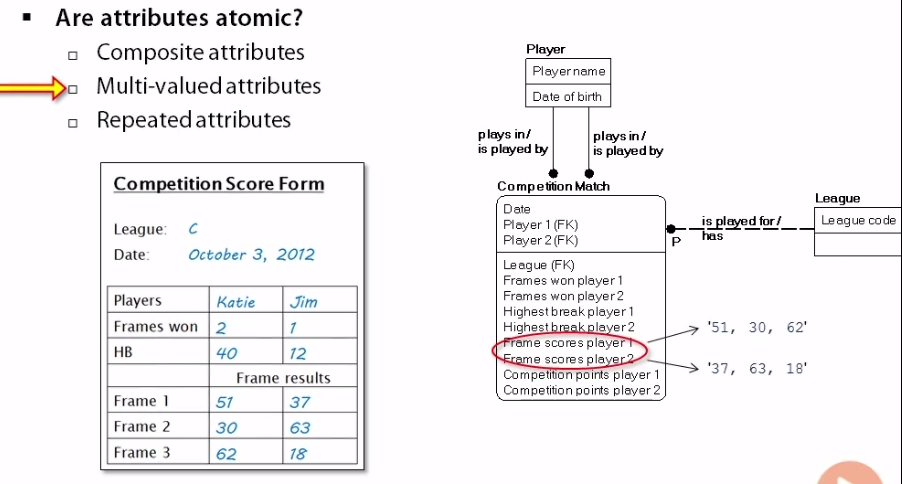 Are attributes atomic?
Composite attributes
Multi-valued attributes
Repeated attributes
Competition Score Form
League: C
Date: October 3, 2012
Players Katie Jim
Frames won 2 1
HB 40 12
Frame results
Frame 1 51 37
Frame 2 30 63
Frame 3 62 18
Player
Player name
Date of birth
plays in/
is played by
plays in/
is played by
Competition Match
Date
Player 1 (FK)
Player 2 (FK)
League (FK)
Frames won player 1
Frames won player 2
Highest break player 1
Highest break player 2
Frame scores player 1
Frame scores player 2
Competition points player 1
Competition points player 2
P
is played for/
has
League
League code
'51, 30, 62'
'37, 63, 18'